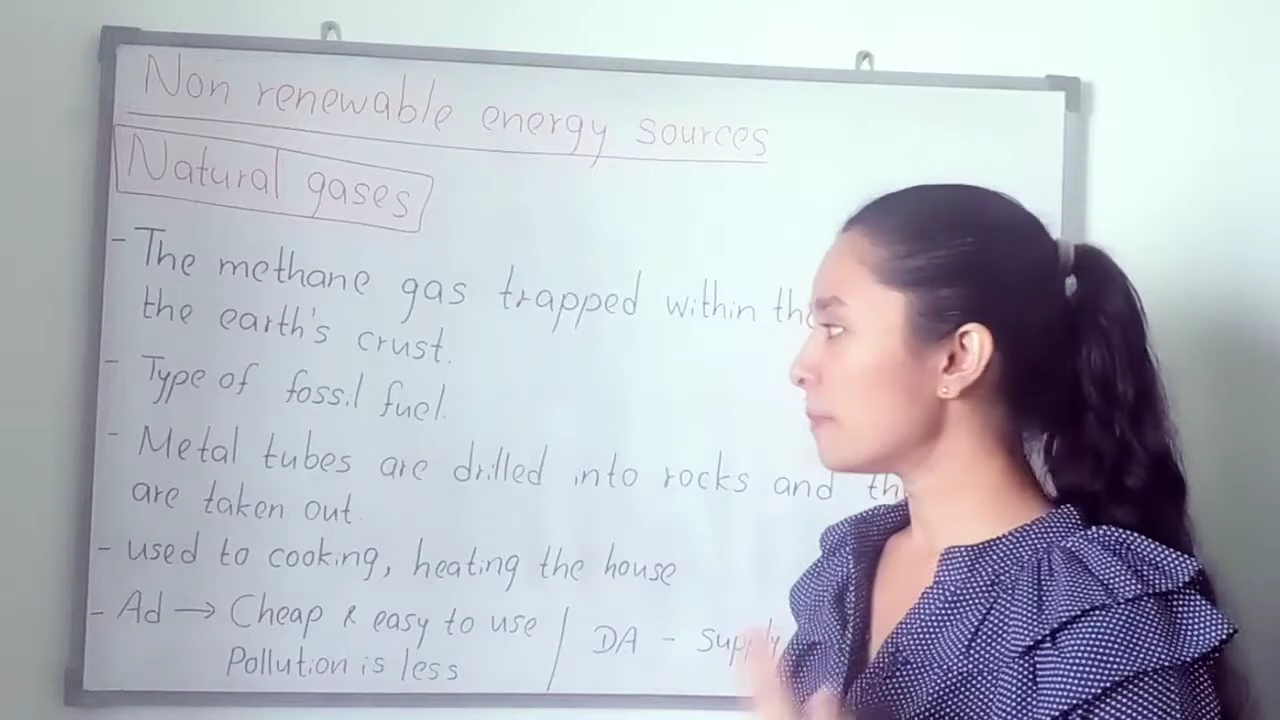 Non renewable energy sources
Natural gases
- The methane gas trapped within
the earth's crust.
- Type of fossil fuel.
- Metal tubes are drilled into rocks and
are taken out.
- used to cooking, heating the house
- Ad → Cheap & easy to use / DA - Supply
Pollution is less